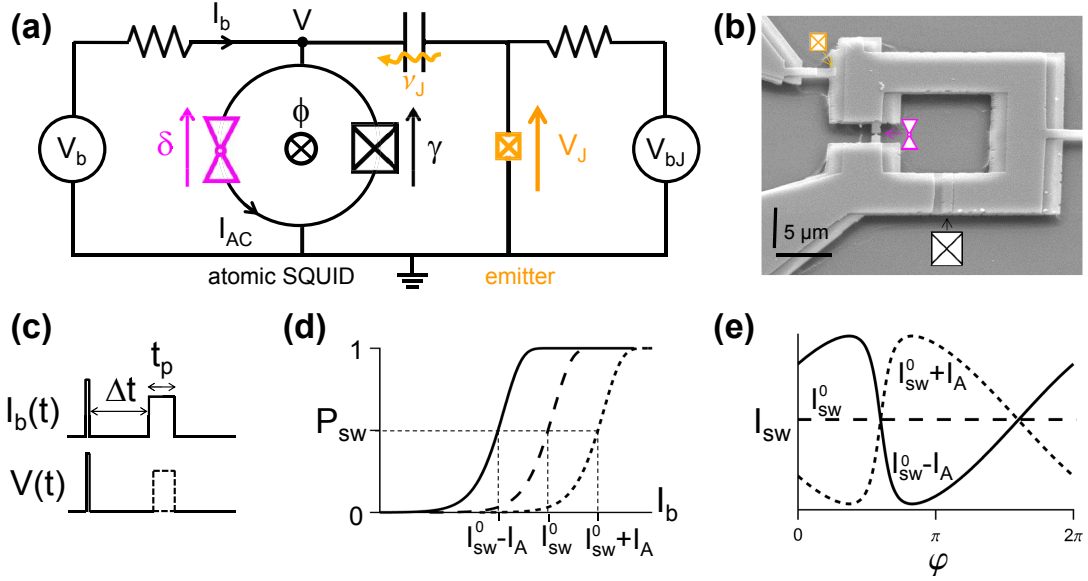 (a)
I_b
V
ν_J
V_b
δ
ϕ
γ
V_J
V_bJ
I_AC
atomic SQUID
emitter
(b)
5 µm
(c)
t_p
Δt
I_b(t)
V(t)
(d)
1
P_sw
0
I_b
I⁰_sw-I_A
I⁰_sw
I⁰_sw+I_A
(e)
I⁰_sw+I_A
I⁰_sw
I_sw
I⁰_sw-I_A
0
π
2π
φ